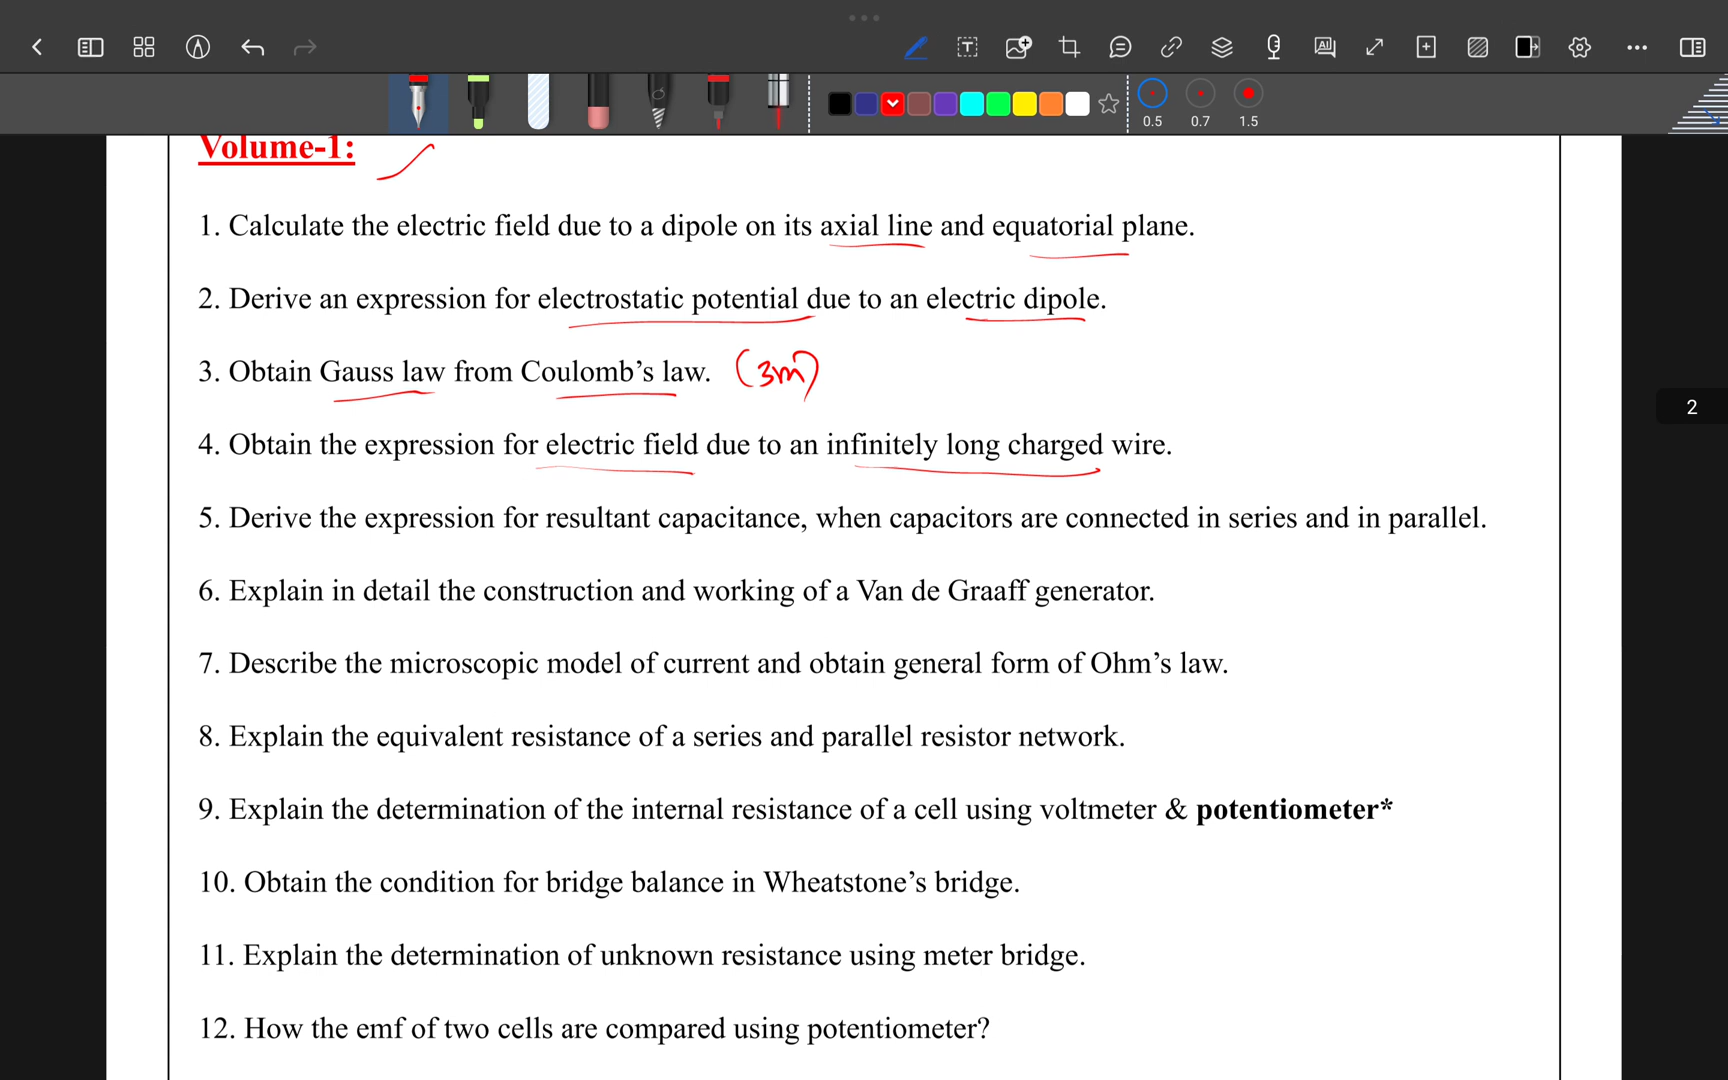 0.5 0.7 1.5
Volume-1:
1. Calculate the electric field due to a dipole on its axial line and equatorial plane.
2. Derive an expression for electrostatic potential due to an electric dipole.
3. Obtain Gauss law from Coulomb’s law. (3m)
2
4. Obtain the expression for electric field due to an infinitely long charged wire.
5. Derive the expression for resultant capacitance, when capacitors are connected in series and in parallel.
6. Explain in detail the construction and working of a Van de Graaff generator.
7. Describe the microscopic model of current and obtain general form of Ohm’s law.
8. Explain the equivalent resistance of a series and parallel resistor network.
9. Explain the determination of the internal resistance of a cell using voltmeter & potentiometer*
10. Obtain the condition for bridge balance in Wheatstone’s bridge.
11. Explain the determination of unknown resistance using meter bridge.
12. How the emf of two cells are compared using potentiometer?